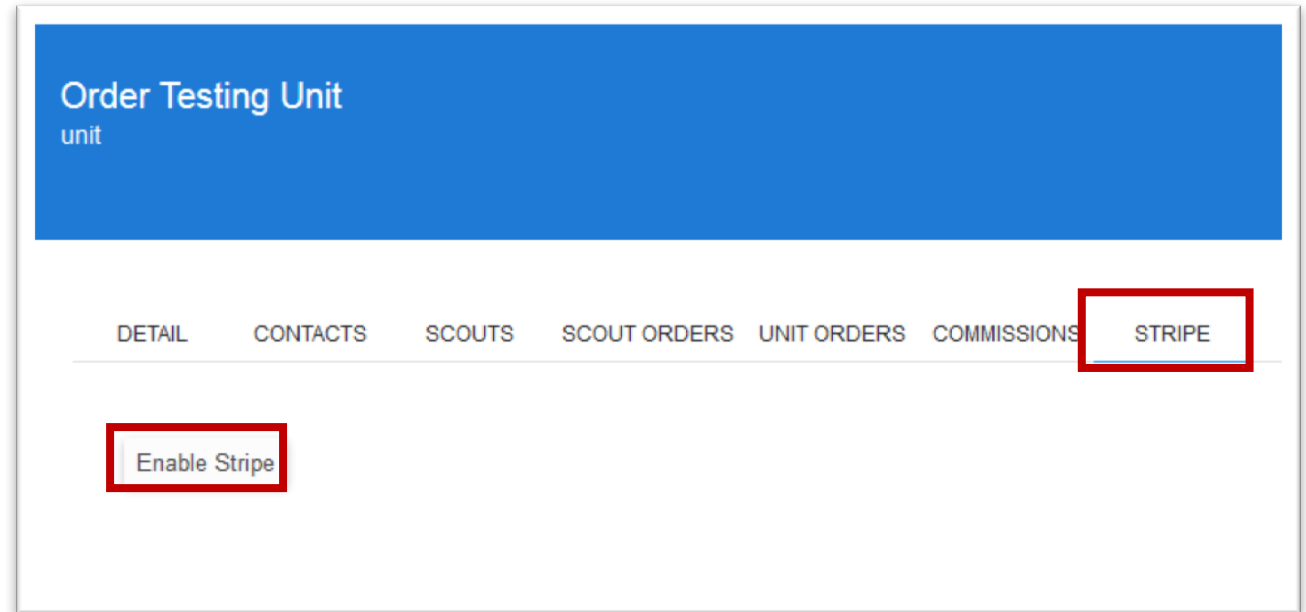 Order Testing Unit
unit
DETAIL CONTACTS SCOUTS SCOUT ORDERS UNIT ORDERS COMMISSIONS STRIPE
Enable Stripe